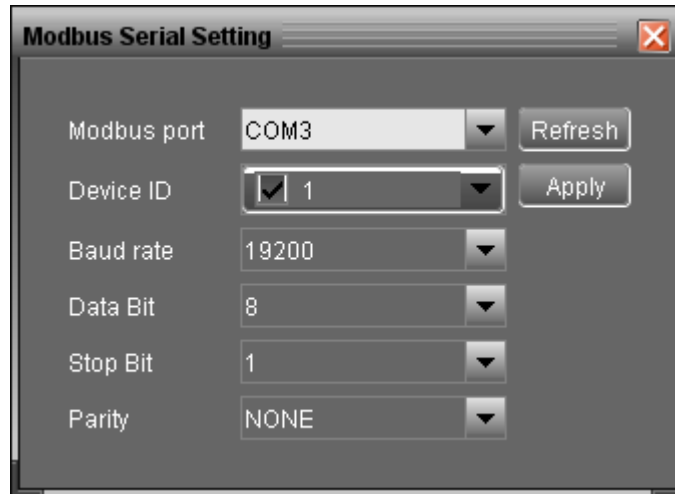 Modbus Serial Setting
Modbus port COM3 Refresh
Device ID 1 Apply
Baud rate 19200
Data Bit 8
Stop Bit 1
Parity NONE